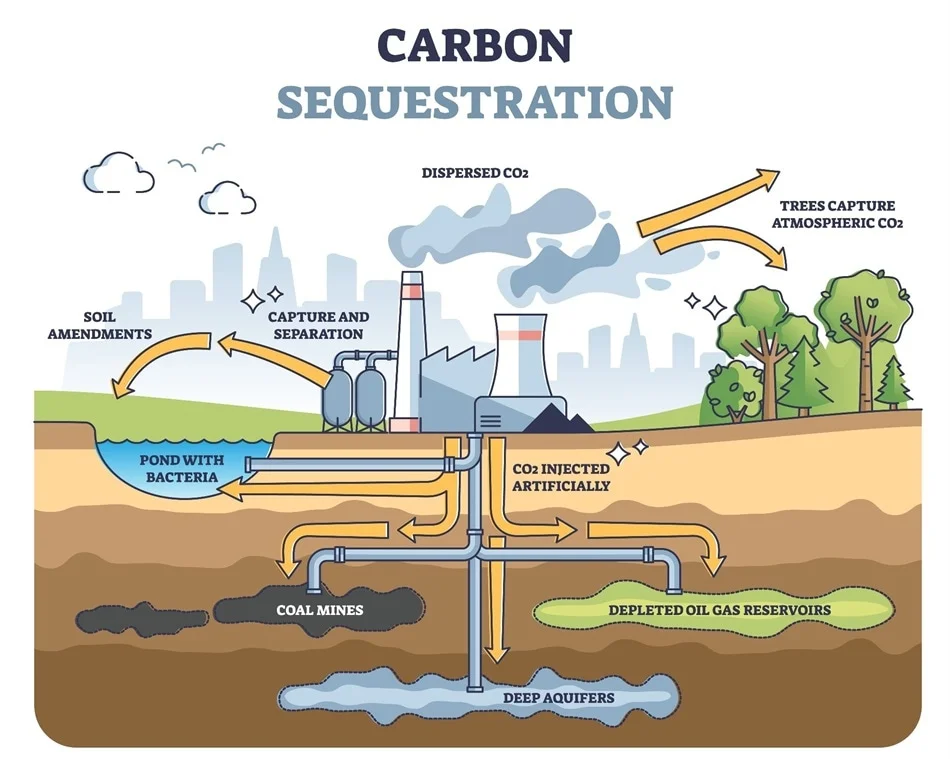 CARBON
SEQUESTRATION
DISPERSED CO2
TREES CAPTURE
ATMOSPHERIC CO2
SOIL
AMENDMENTS
CAPTURE AND
SEPARATION
POND WITH
BACTERIA
CO2 INJECTED
ARTIFICIALLY
COAL MINES
DEPLETED OIL GAS RESERVOIRS
DEEP AQUIFERS